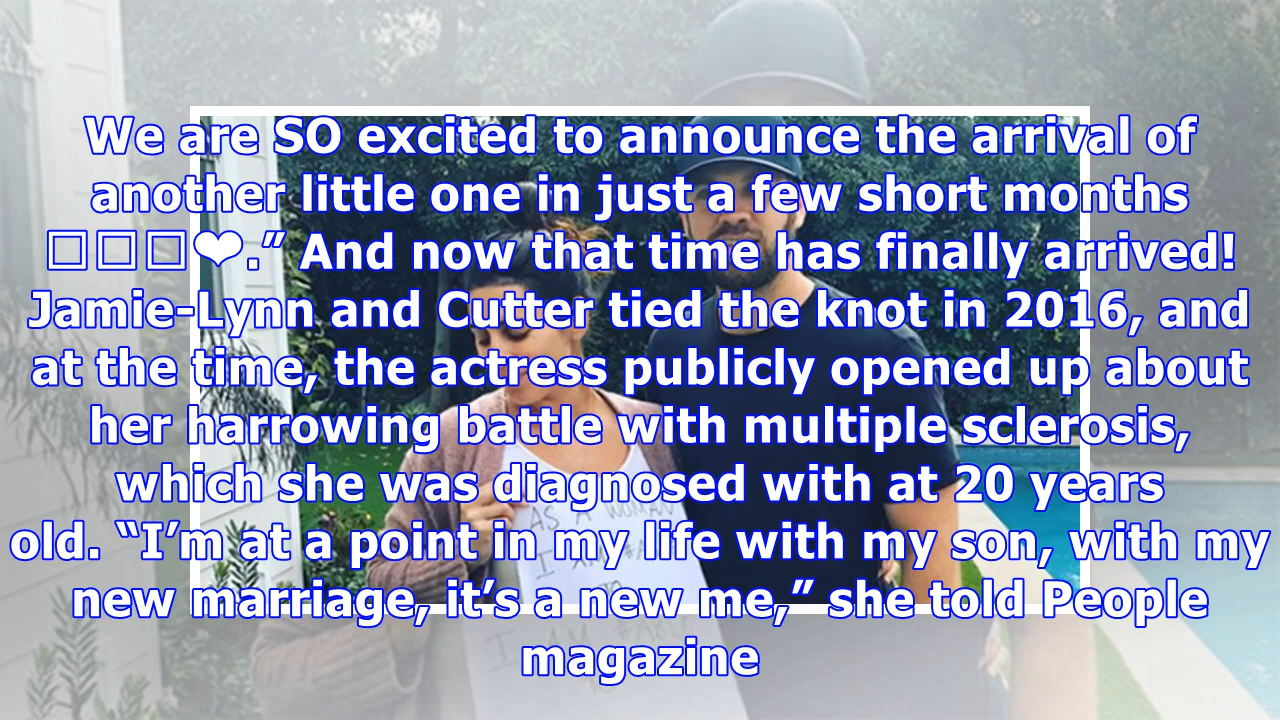 We are SO excited to announce the arrival of
another little one in just a few short months
□□□❤.” And now that time has finally arrived!
Jamie-Lynn and Cutter tied the knot in 2016, and
at the time, the actress publicly opened up about
her harrowing battle with multiple sclerosis,
which she was diagnosed with at 20 years
old. “I’m at a point in my life with my son, with my
new marriage, it’s a new me,” she told People
magazine
AS A WOMAN
I AM
I AM